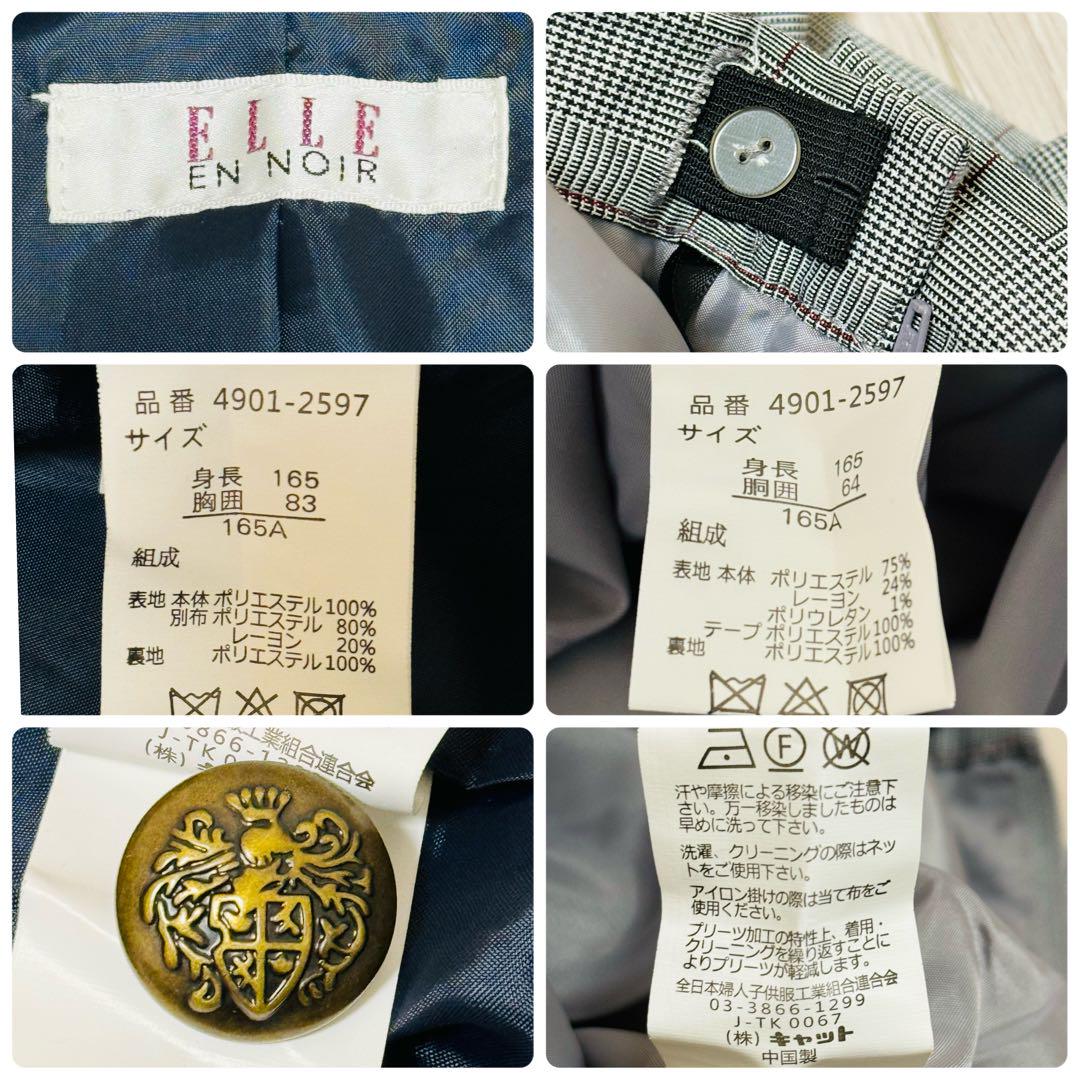 ELLE
EN NOIR
品番 4901-2597
サイズ
身長 165
胸囲 83
165A
組成
表地 本体 ポリエステル 100%
別布 ポリエステル 80%
レーヨン 20%
裏地 ポリエステル 100%
品番 4901-2597
サイズ
身長 165
胴囲 64
165A
組成
表地 本体 ポリエステル 75%
レーヨン 24%
ポリウレタン 1%
テープ ポリエステル 100%
裏地 ポリエステル 100%
工業組合連合会
J-TK 0
(株)
F
W
汗や摩擦による移染にご注意下
さい。万一移染しましたものは
早めに洗って下さい。
洗濯、クリーニングの際はネッ
トをご使用下さい。
アイロン掛けの際は当て布をご
使用ください。
プリーツ加工の特性上、着用・
クリーニングを繰り返すことに
よりプリーツが軽減します。
全日本婦人子供服工業組合連合会
03-3866-1299
J-TK 0067
(株) キャット
中国製